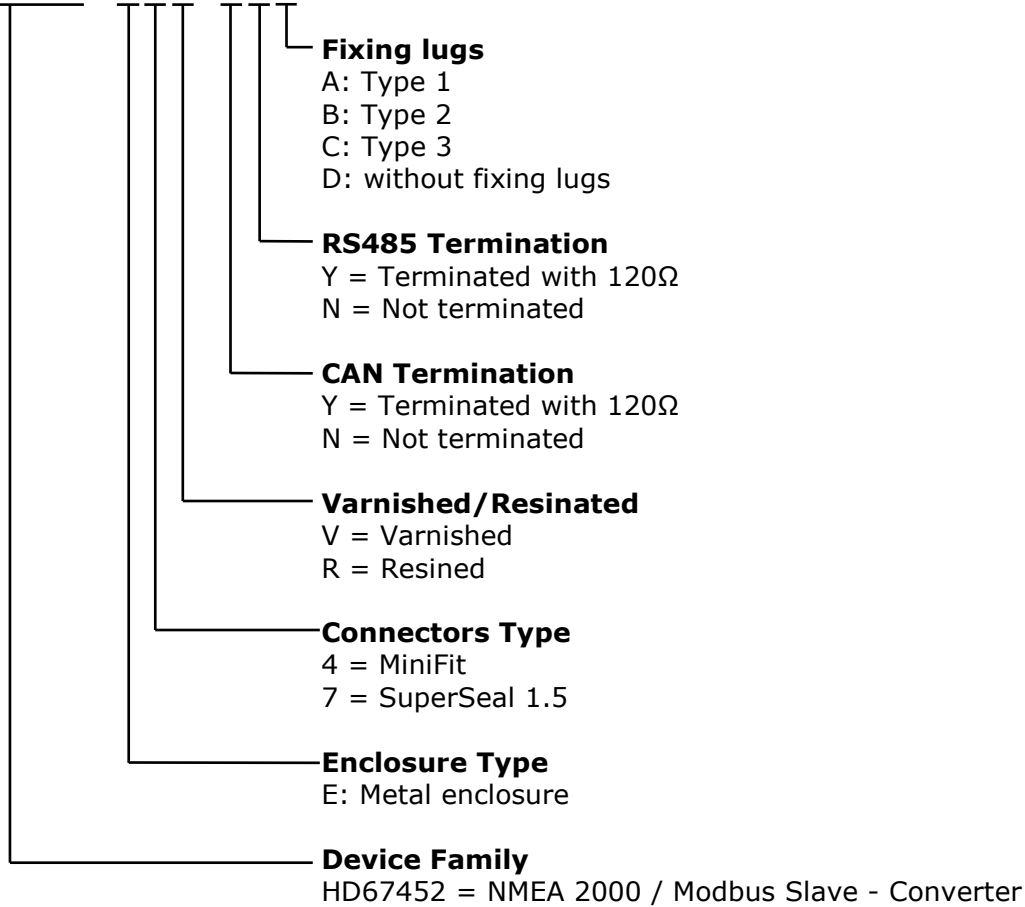 Fixing lugs
A: Type 1
B: Type 2
C: Type 3
D: without fixing lugs
RS485 Termination
Y = Terminated with 120Ω
N = Not terminated
CAN Termination
Y = Terminated with 120Ω
N = Not terminated
Varnished/Resinated
V = Varnished
R = Resined
Connectors Type
4 = MiniFit
7 = SuperSeal 1.5
Enclosure Type
E: Metal enclosure
Device Family
HD67452 = NMEA 2000 / Modbus Slave - Converter